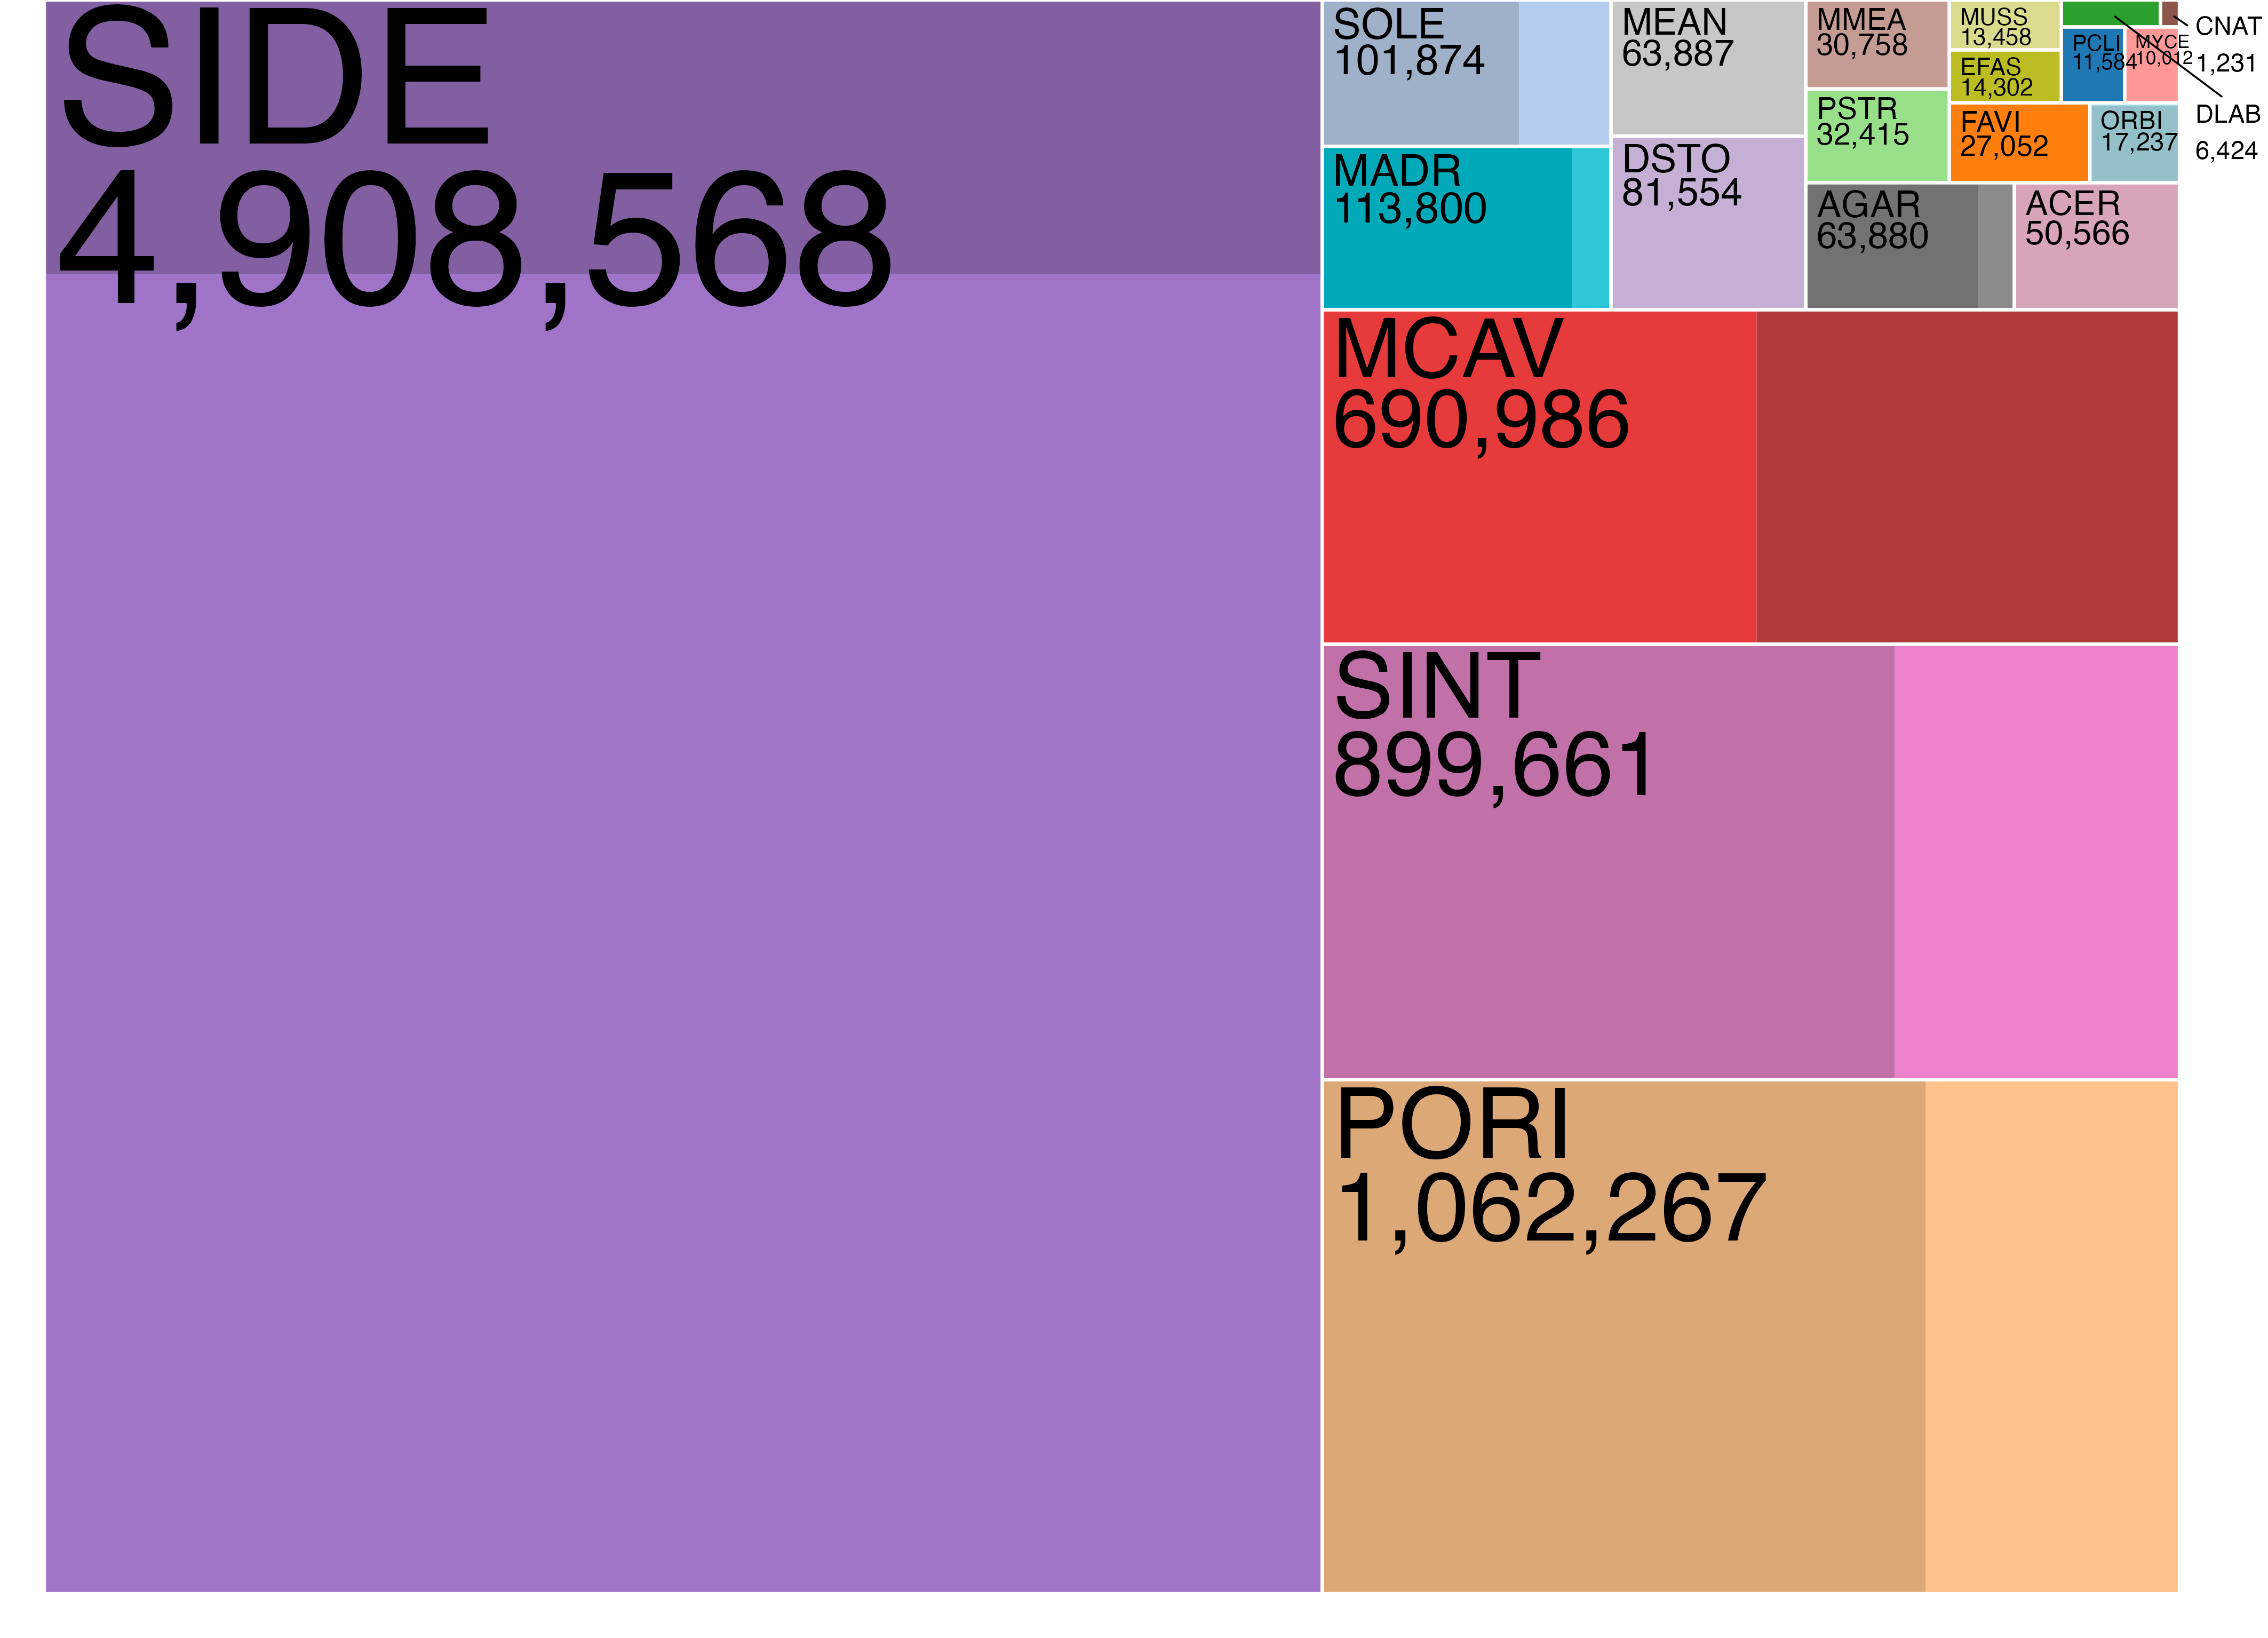 SIDE
4,908,568
SOLE
101,874
MADR
113,800
MEAN
63,887
DSTO
81,554
MMEA
30,758
PSTR
32,415
MUSS
13,458
EFAS
14,302
PCLI
11,584
MYCE
10,012
FAVI
27,052
ORBI
17,237
CNAT
1,231
DLAB
6,424
AGAR
63,880
ACER
50,566
MCAV
690,986
SINT
899,661
PORI
1,062,267